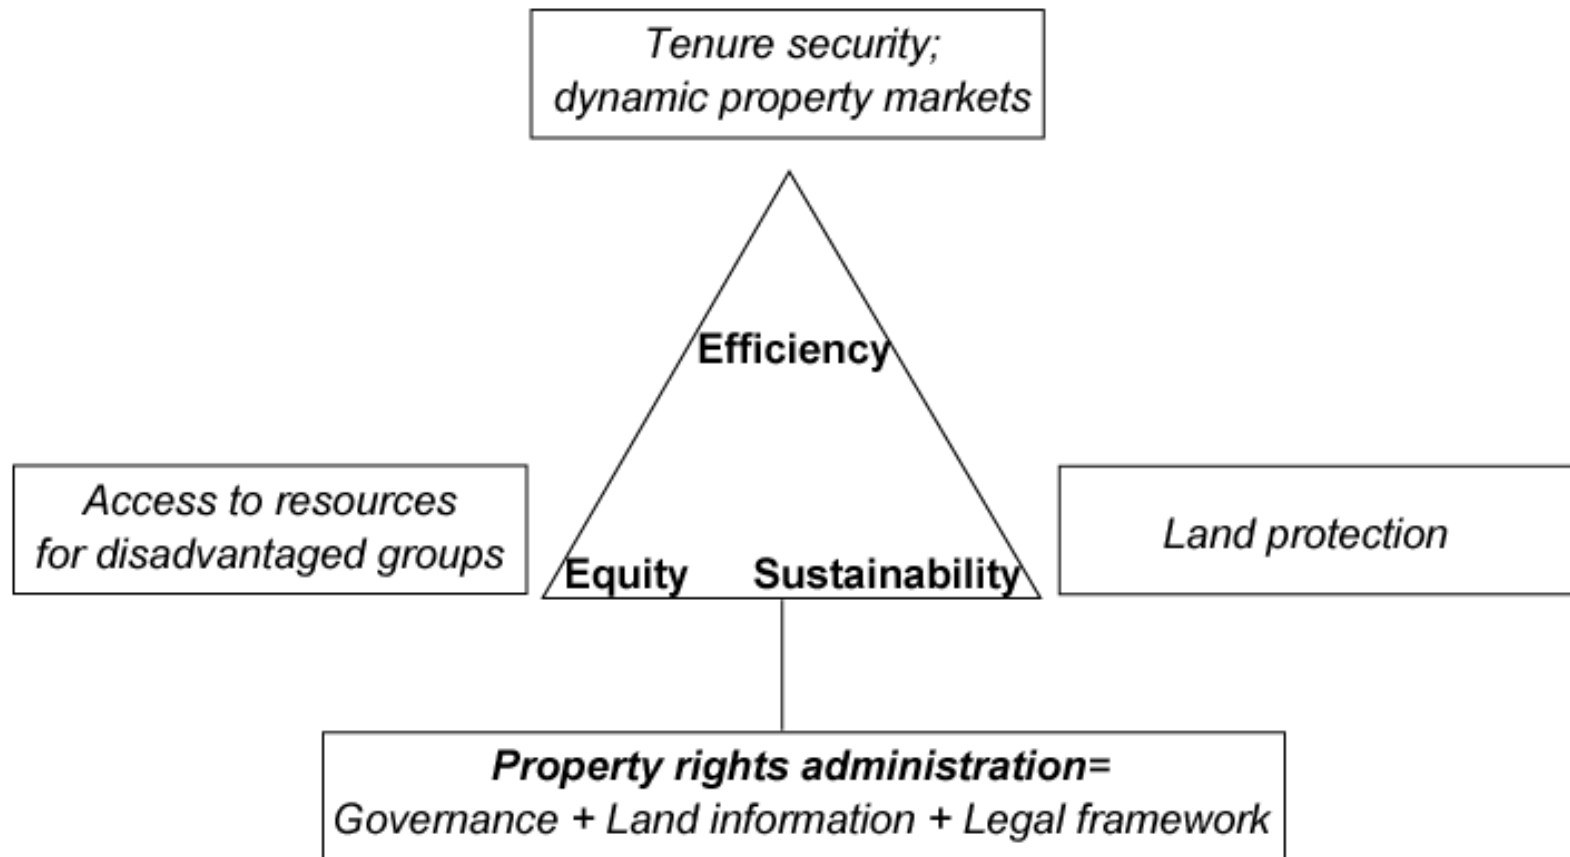 Tenure security;
dynamic property markets
Efficiency
Access to resources
for disadvantaged groups
Equity
Sustainability
Land protection
Property rights administration=
Governance + Land information + Legal framework